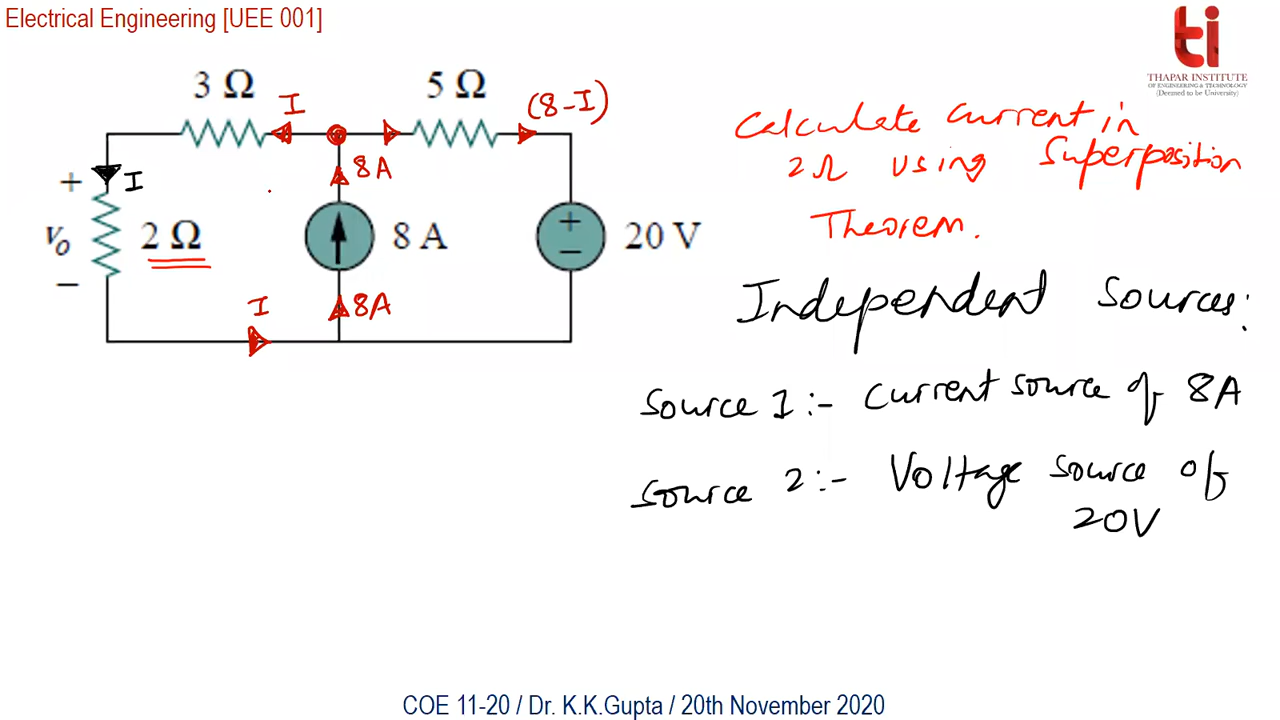 Electrical Engineering [UEE 001]
ti
THAPAR INSTITUTE
OF ENGINEERING & TECHNOLOGY
(Deemed to be University)
3 Ω
I
5 Ω
(8-I)
8A
+
I
v₀
2 Ω
−
8 A
+
−
20 V
I
8A
Calculate current in
2Ω using Superposition
Theorem.
Independent Sources:
Source 1:- Current source of 8A
Source 2:- Voltage source of
20V
COE 11-20 / Dr. K.K.Gupta / 20th November 2020